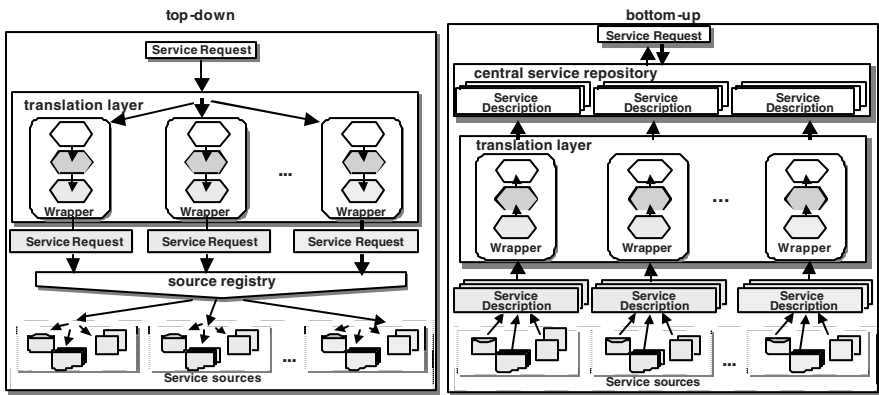 top-down
Service Request
translation layer
...
Wrapper
Wrapper
Wrapper
Service Request
Service Request
Service Request
source registry
...
Service sources
bottom-up
Service Request
central service repository
Service
Description
Service
Description
Service
Description
translation layer
...
Wrapper
Wrapper
Wrapper
Service
Description
Service
Description
Service
Description
...
Service sources